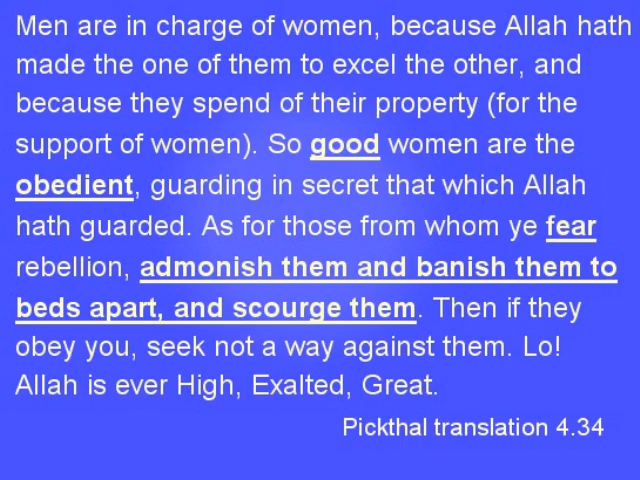 Men are in charge of women, because Allah hath
made the one of them to excel the other, and
because they spend of their property (for the
support of women). So good women are the
obedient, guarding in secret that which Allah
hath guarded. As for those from whom ye fear
rebellion, admonish them and banish them to
beds apart, and scourge them. Then if they
obey you, seek not a way against them. Lo!
Allah is ever High, Exalted, Great.
Pickthal translation 4.34